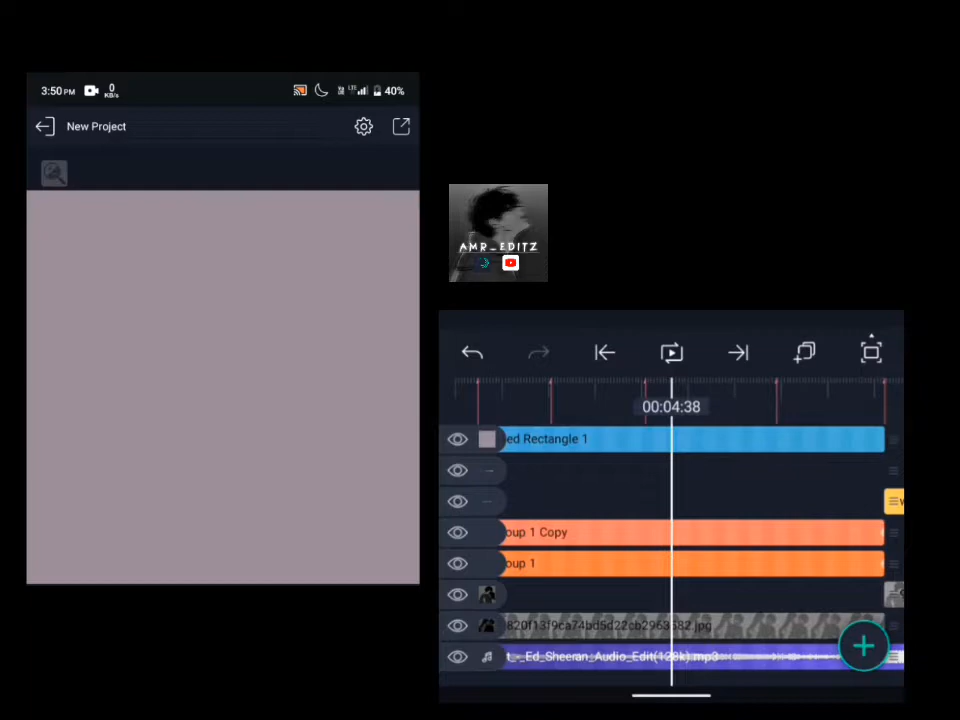 3:50 PM 0 KB/s LTE 40%
New Project
AMR_EDITZ
00:04:38
ed Rectangle 1
oup 1 Copy
oup 1
820f13f9ca74bd5d22cb2963582.jpg
t_-_Ed_Sheeran_Audio_Edit(128k).mp3